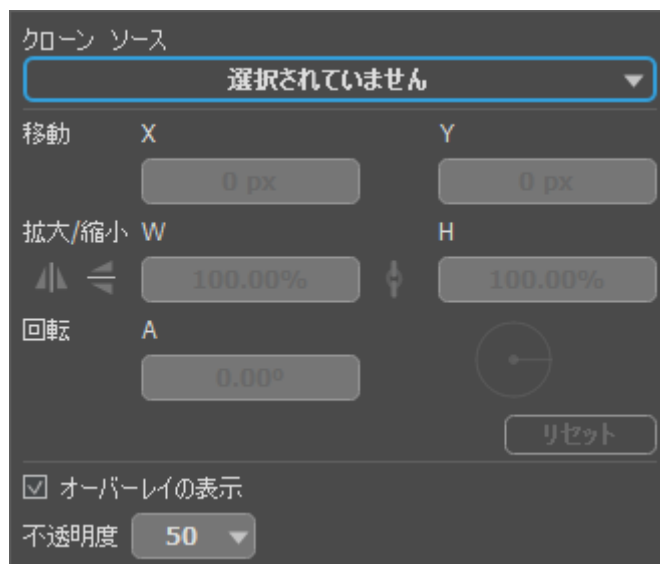 クローン ソース
選択されていません
移動 X Y
0 px 0 px
拡大/縮小 W H
100.00% 100.00%
回転 A
0.00º
リセット
オーバーレイの表示
不透明度 50